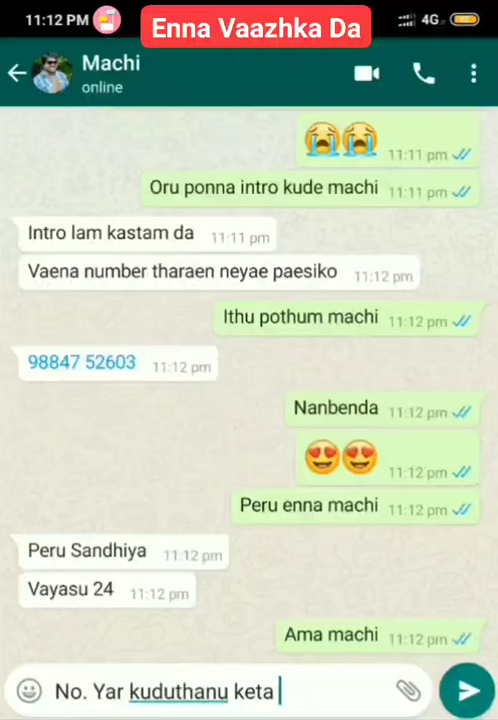 11:12 PM
4G
Enna Vaazhka Da
Machi
online
😭😭 11:11 pm
Oru ponna intro kude machi 11:11 pm
Intro lam kastam da 11:11 pm
Vaena number tharaen neyae paesiko 11:12 pm
Ithu pothum machi 11:12 pm
98847 52603 11:12 pm
Nanbenda 11:12 pm
😍😍 11:12 pm
Peru enna machi 11:12 pm
Peru Sandhiya 11:12 pm
Vayasu 24 11:12 pm
Ama machi 11:12 pm
No. Yar kuduthanu keta